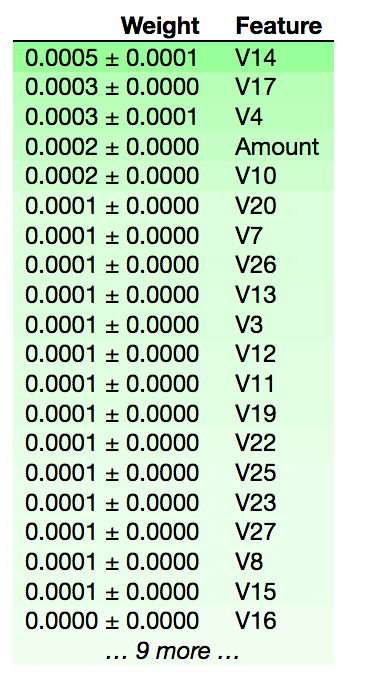 Weight Feature
0.0005 ± 0.0001 V14
0.0003 ± 0.0000 V17
0.0003 ± 0.0001 V4
0.0002 ± 0.0000 Amount
0.0002 ± 0.0000 V10
0.0001 ± 0.0000 V20
0.0001 ± 0.0000 V7
0.0001 ± 0.0000 V26
0.0001 ± 0.0000 V13
0.0001 ± 0.0000 V3
0.0001 ± 0.0000 V12
0.0001 ± 0.0000 V11
0.0001 ± 0.0000 V19
0.0001 ± 0.0000 V22
0.0001 ± 0.0000 V25
0.0001 ± 0.0000 V23
0.0001 ± 0.0000 V27
0.0001 ± 0.0000 V8
0.0001 ± 0.0000 V15
0.0000 ± 0.0000 V16
… 9 more …